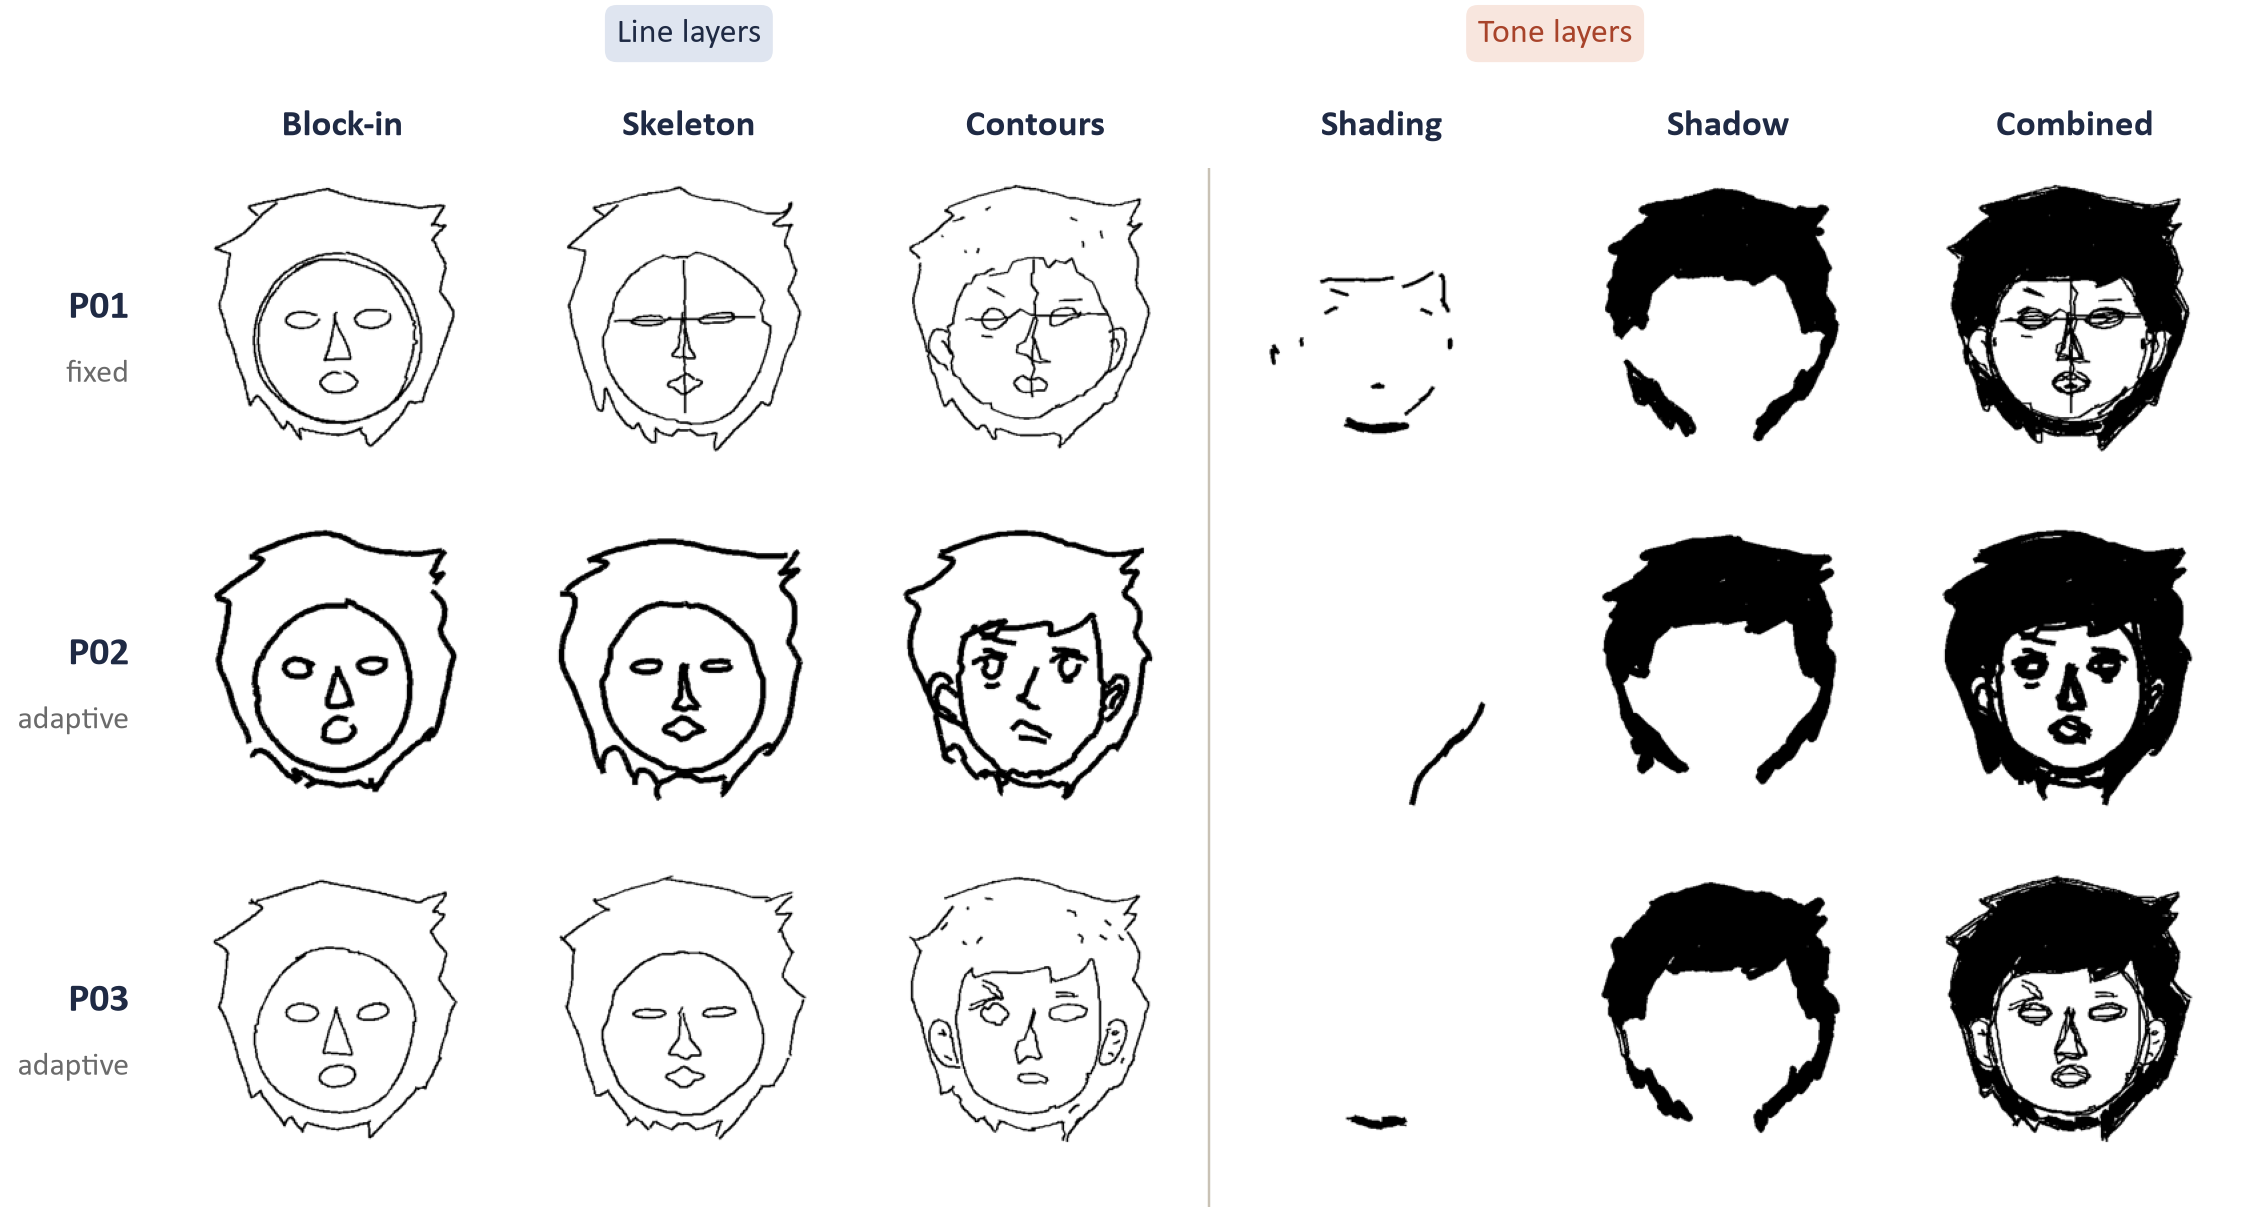 Line layers
Tone layers
Block-in
Skeleton
Contours
Shading
Shadow
Combined
P01
fixed
P02
adaptive
P03
adaptive